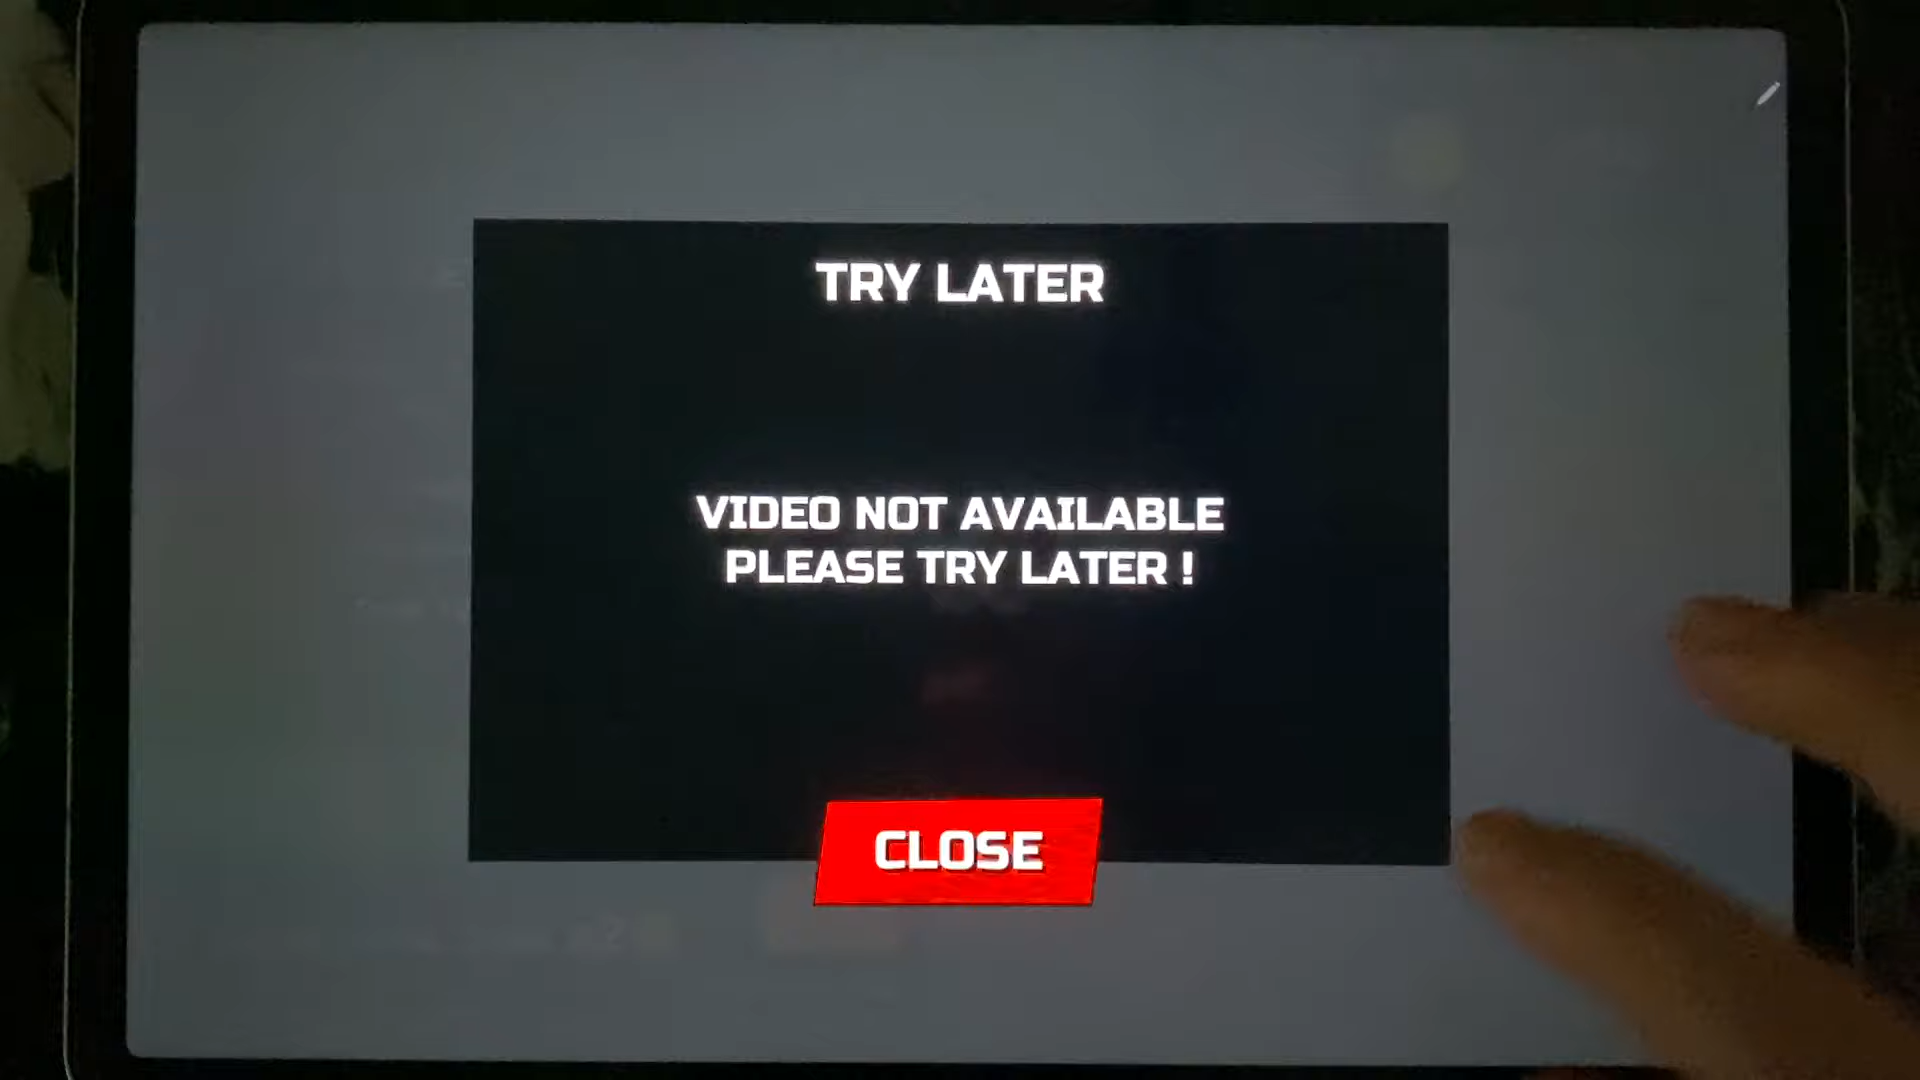 TRY LATER
VIDEO NOT AVAILABLE
PLEASE TRY LATER !
CLOSE